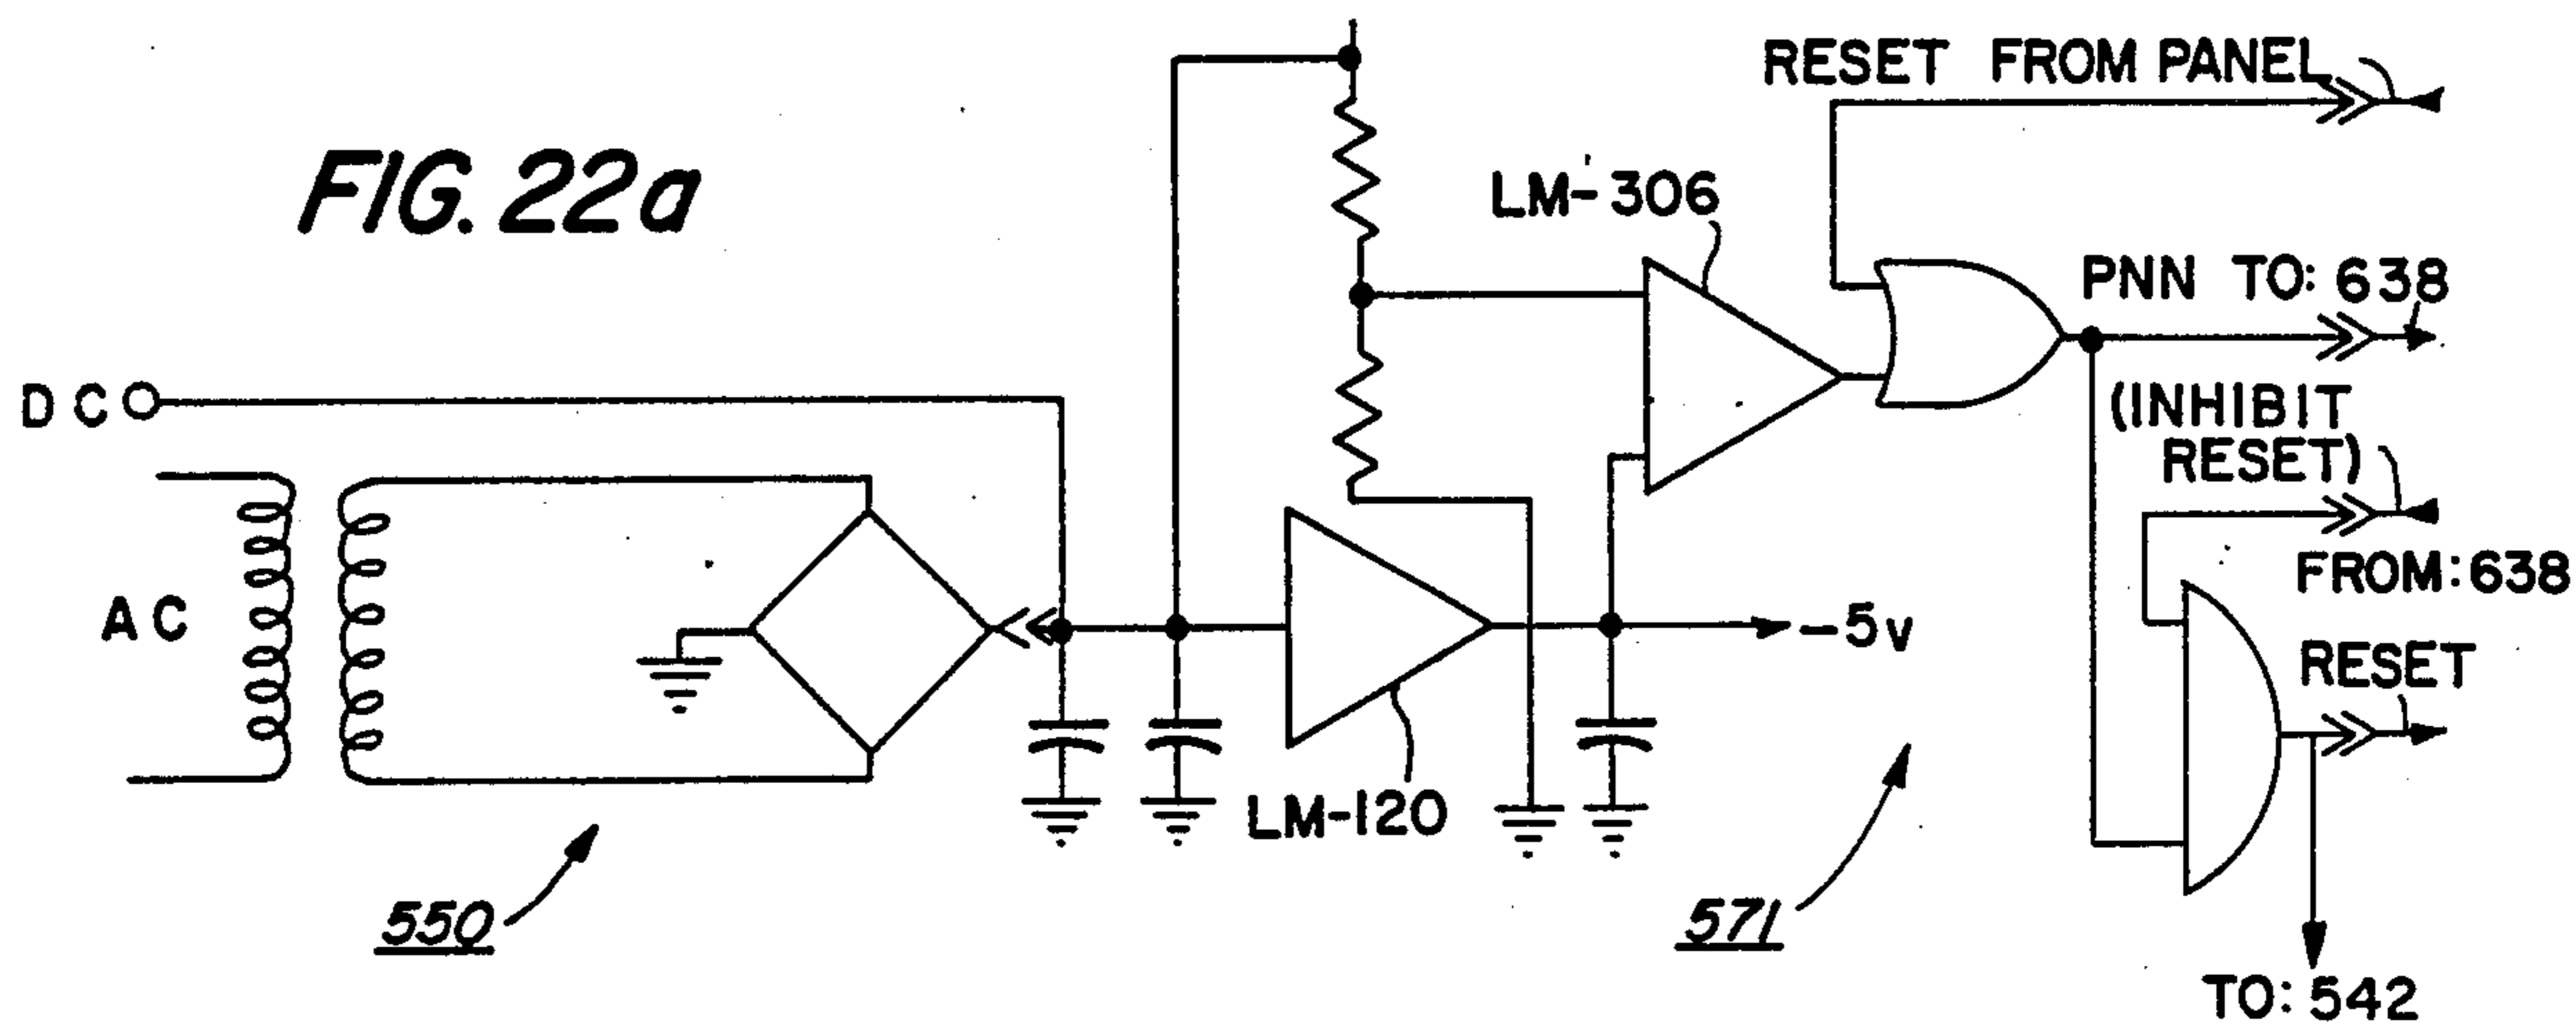 FIG. 22a
RESET FROM PANEL
LM-306
PNN TO: 638
DC
(INHIBIT
RESET)
FROM: 638
AC
-5v
RESET
LM-120
550
571
TO: 542